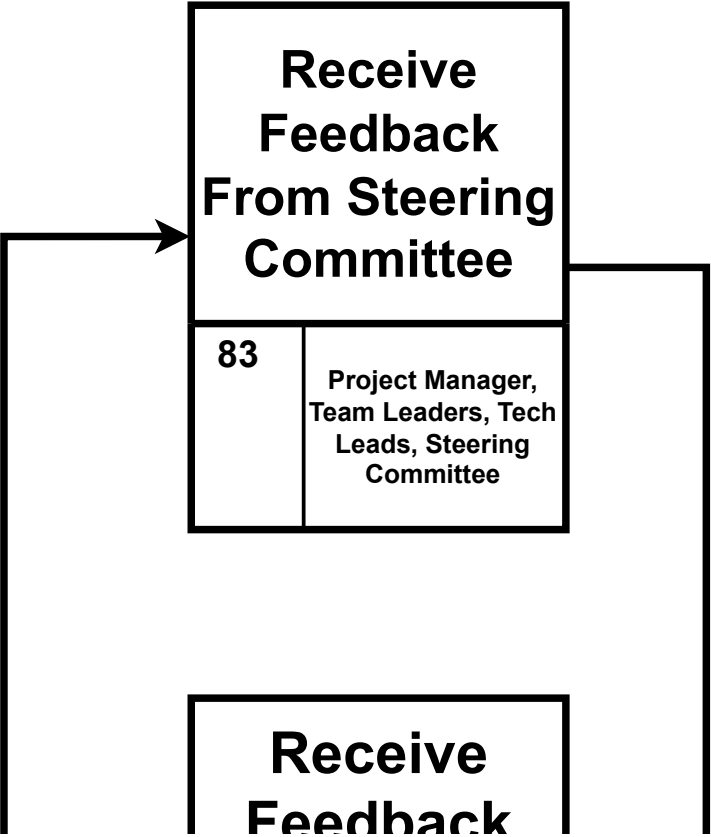 Receive
Feedback
From Steering
Committee
83
Project Manager,
Team Leaders, Tech
Leads, Steering
Committee
Receive
Feedback